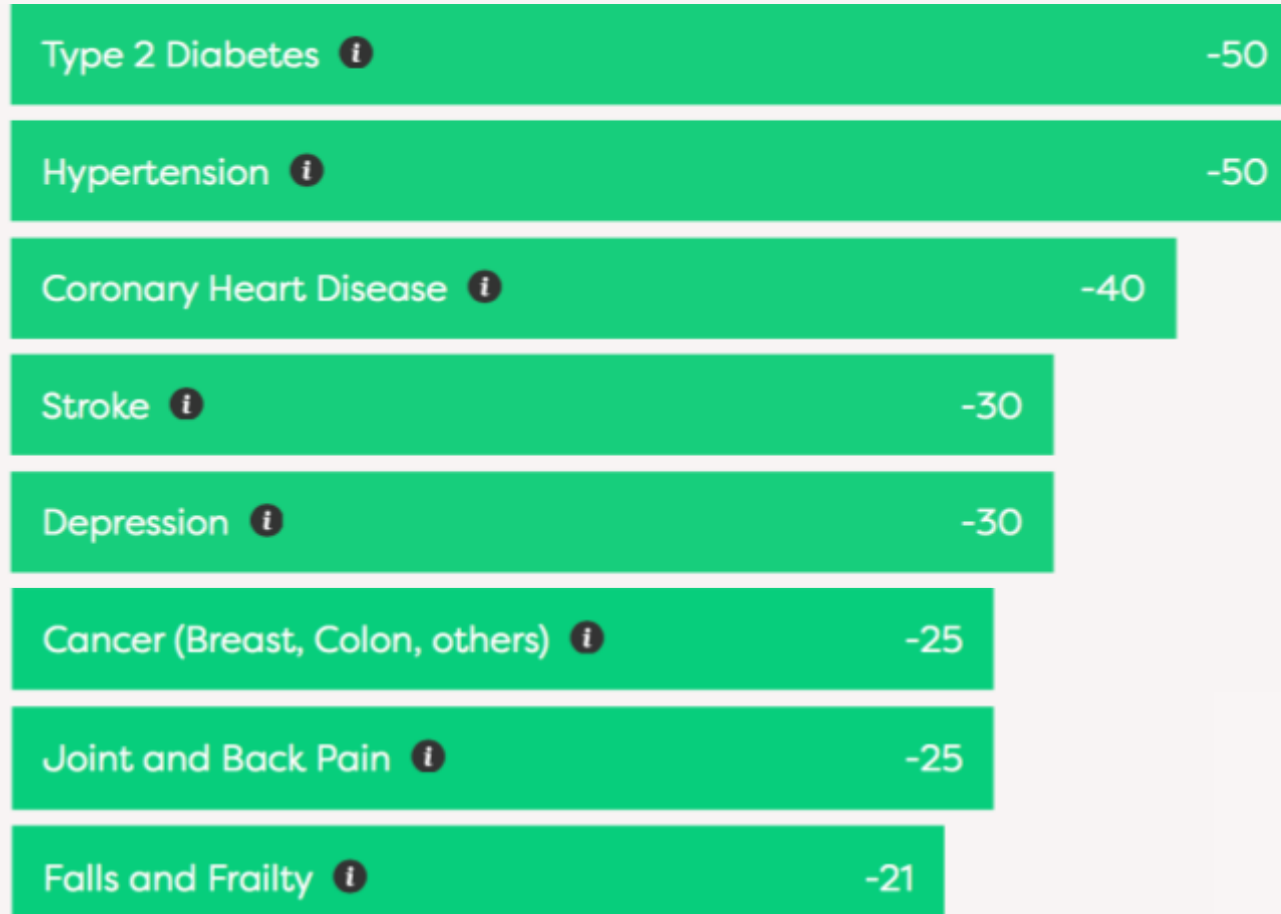 Type 2 Diabetes i -50
Hypertension i -50
Coronary Heart Disease i -40
Stroke i -30
Depression i -30
Cancer (Breast, Colon, others) i -25
Joint and Back Pain i -25
Falls and Frailty i -21